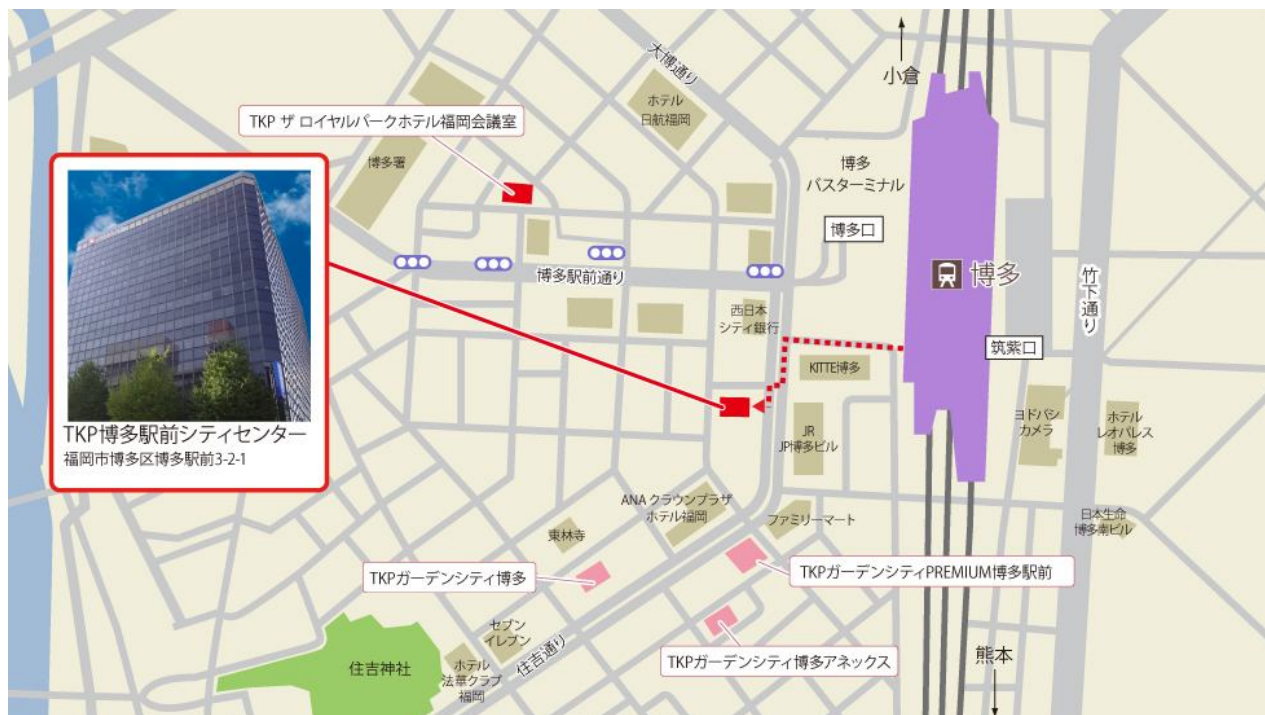 小倉
大博通り
ホテル
日航福岡
TKP ザ ロイヤルパークホテル福岡会議室
博多署
博多
バスターミナル
博多口
博多駅前通り
博多
竹下通り
西日本
シティ銀行
筑紫口
KITTE博多
TKP博多駅前シティセンター
福岡市博多区博多駅前3-2-1
JR
JP博多ビル
ヨドバシ
カメラ
ホテル
レオパレス
博多
ANA クラウンプラザ
ホテル福岡
ファミリーマート
日本生命
博多南ビル
東林寺
TKPガーデンシティ博多
TKPガーデンシティPREMIUM博多駅前
セブン
イレブン
住吉通り
TKPガーデンシティ博多アネックス
熊本
住吉神社
ホテル
法華クラブ
福岡